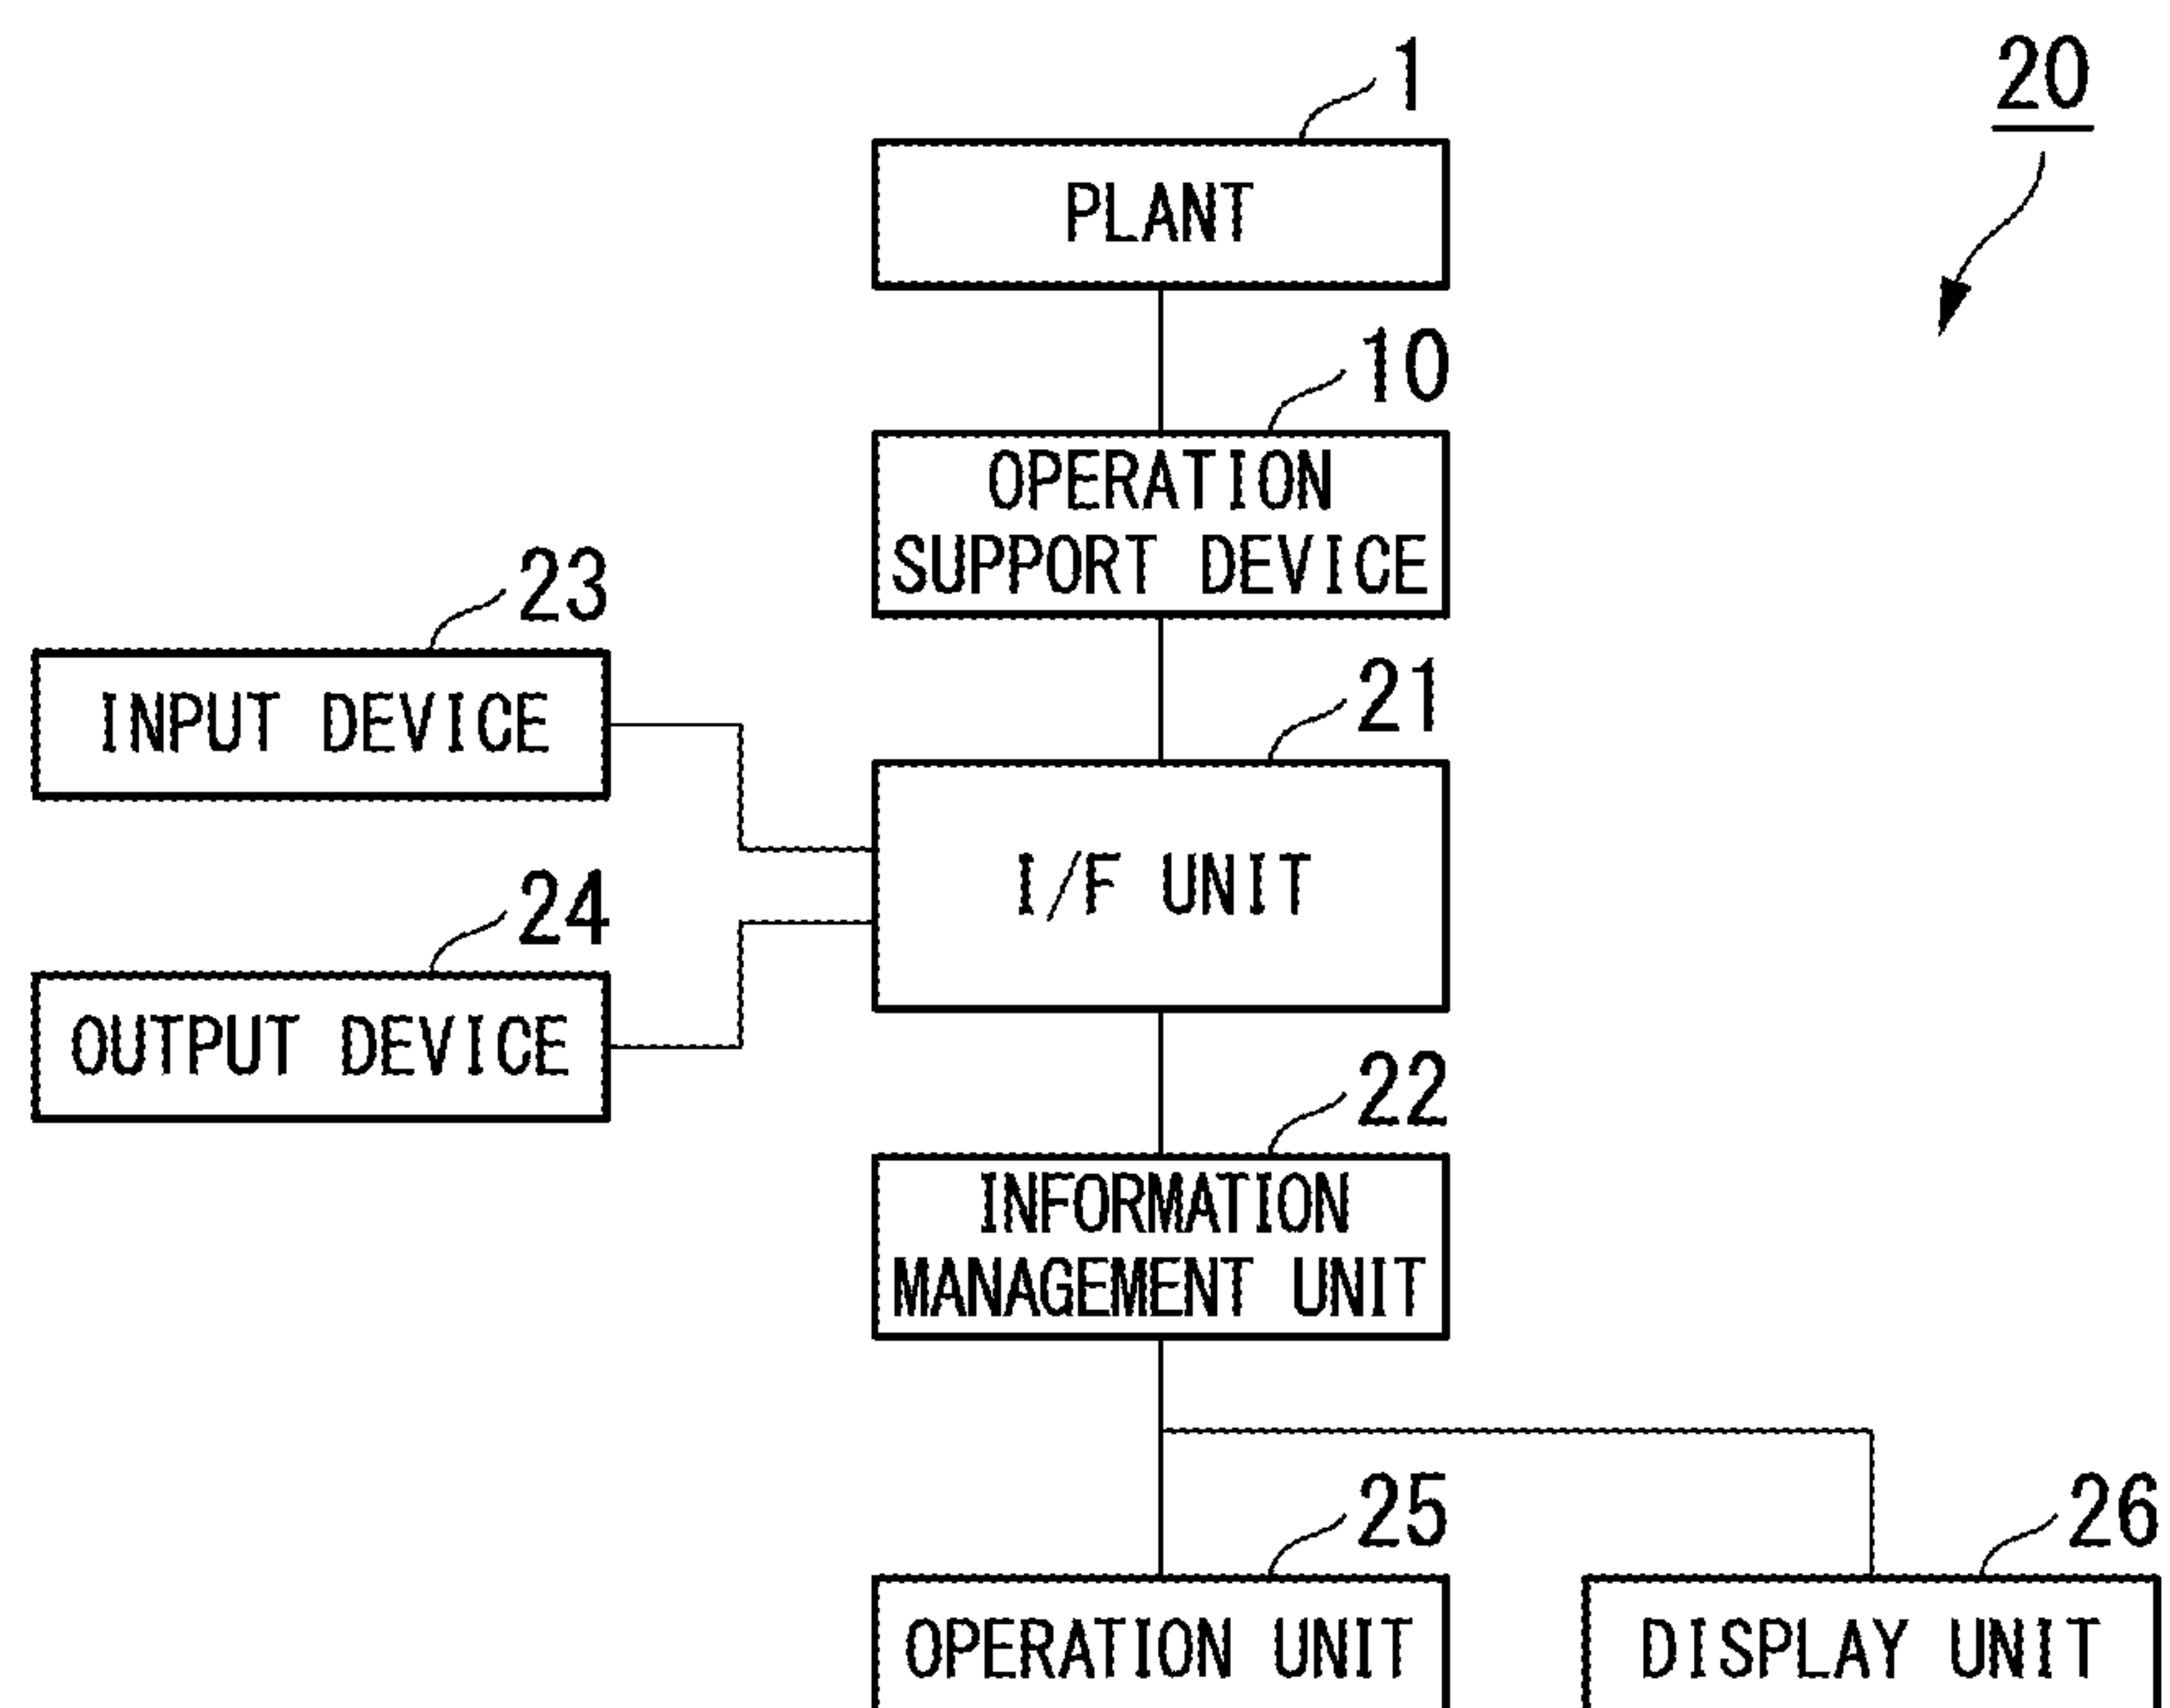 1
20
PLANT
10
OPERATION
SUPPORT DEVICE
23
INPUT DEVICE
21
I/F UNIT
24
OUTPUT DEVICE
22
INFORMATION
MANAGEMENT UNIT
25
OPERATION UNIT
26
DISPLAY UNIT